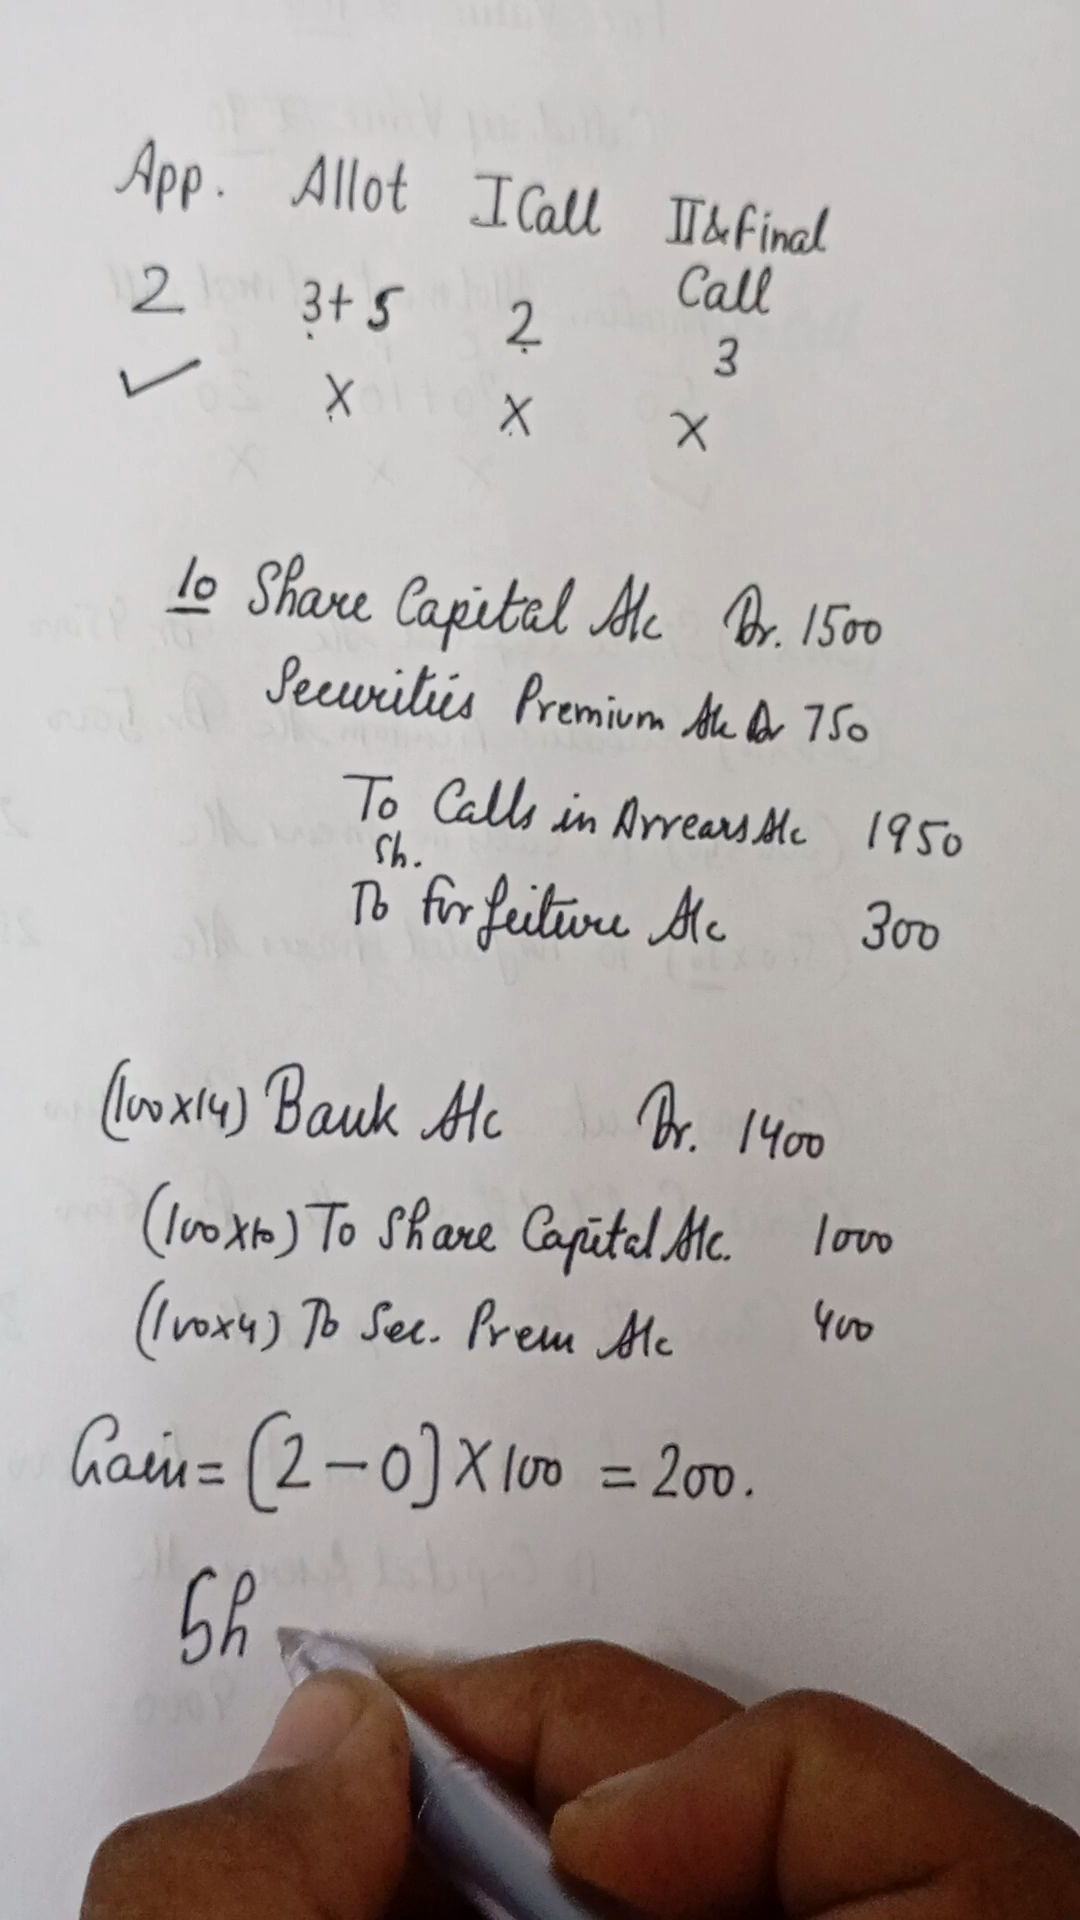 App. Allot I Call II & Final
Call
2 3+5 2 3
✓ x x x
10 Share Capital A/c Dr. 1500
Securities Premium A/c Dr 750
To Calls in Arrears A/c 1950
Sh.
To Forfeiture A/c 300
(100x14) Bank A/c Dr. 1400
(100x10) To Share Capital A/c. 1000
(100x4) To Sec. Prem A/c 400
Gain = [2-0] x 100 = 200.
Sh